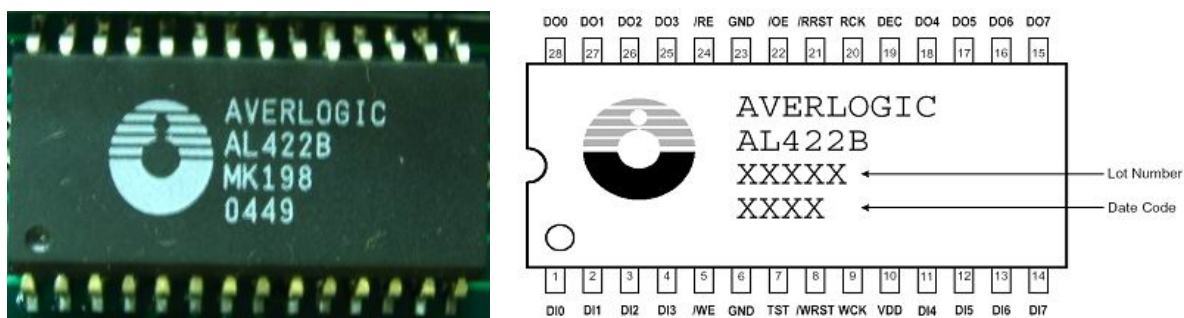 AVERLOGIC
AL422B
MK198
0449
DO0 DO1 DO2 DO3 /RE GND /OE /RRST RCK DEC DO4 DO5 DO6 DO7
28 27 26 25 24 23 22 21 20 19 18 17 16 15
AVERLOGIC
AL422B
XXXXX
Lot Number
XXXX
Date Code
1 2 3 4 5 6 7 8 9 10 11 12 13 14
DI0 DI1 DI2 DI3 /WE GND TST /WRST WCK VDD DI4 DI5 DI6 DI7